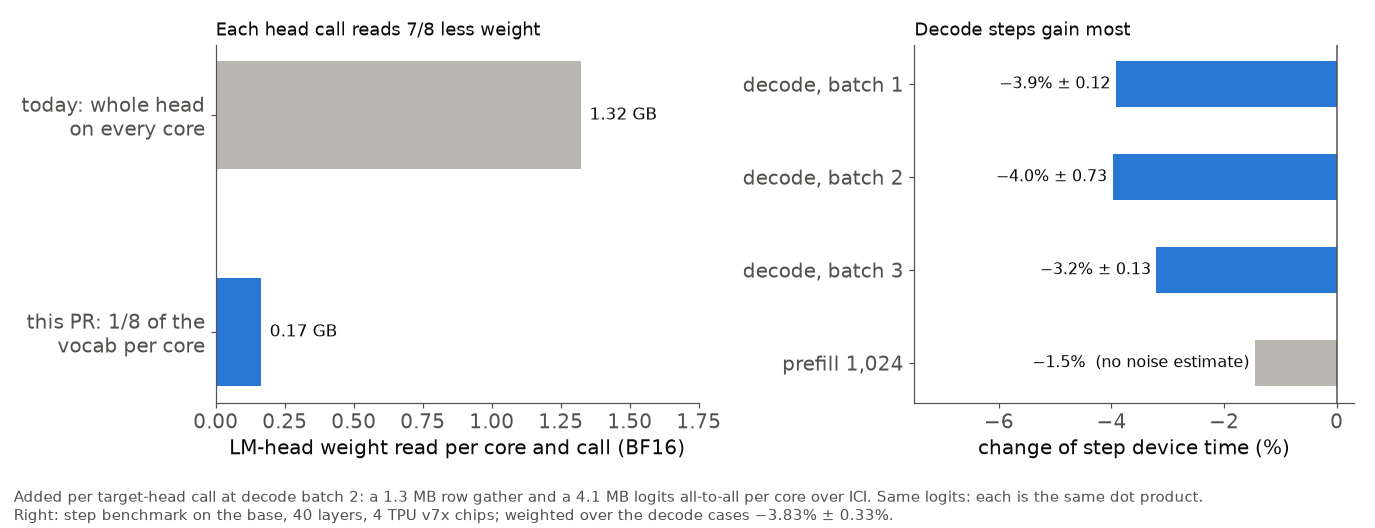 Each head call reads 7/8 less weight
today: whole head
on every core
1.32 GB
this PR: 1/8 of the
vocab per core
0.17 GB
0.00 0.25 0.50 0.75 1.00 1.25 1.50 1.75
LM-head weight read per core and call (BF16)
Decode steps gain most
decode, batch 1
−3.9% ± 0.12
decode, batch 2
−4.0% ± 0.73
decode, batch 3
−3.2% ± 0.13
prefill 1,024
−1.5%  (no noise estimate)
−6 −4 −2 0
change of step device time (%)
Added per target-head call at decode batch 2: a 1.3 MB row gather and a 4.1 MB logits all-to-all per core over ICI. Same logits: each is the same dot product.
Right: step benchmark on the base, 40 layers, 4 TPU v7x chips; weighted over the decode cases −3.83% ± 0.33%.